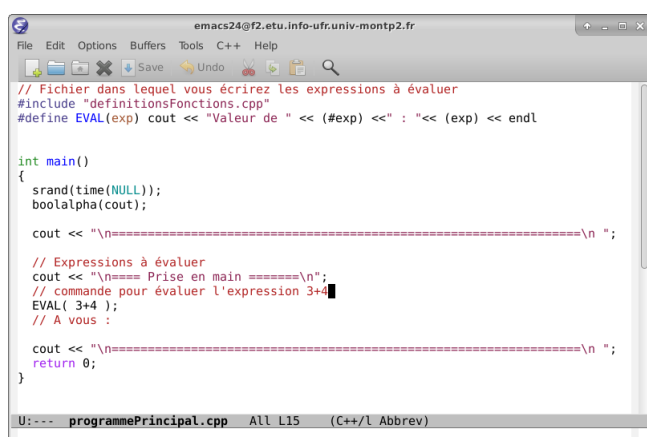 emacs24@f2.etu.info-ufr.univ-montp2.fr
File Edit Options Buffers Tools C++ Help
Save Undo
// Fichier dans lequel vous écrirez les expressions à évaluer
#include "definitionsFonctions.cpp"
#define EVAL(exp) cout << "Valeur de " << (#exp) <<" : "<< (exp) << endl
int main()
{
srand(time(NULL));
boolalpha(cout);
cout << "\n=================================================================\n ";
// Expressions à évaluer
cout << "\n==== Prise en main =======\n";
// commande pour évaluer l'expression 3+4
EVAL( 3+4 );
// A vous :
cout << "\n=================================================================\n ";
return 0;
}
U:--- programmePrincipal.cpp All L15 (C++/l Abbrev)